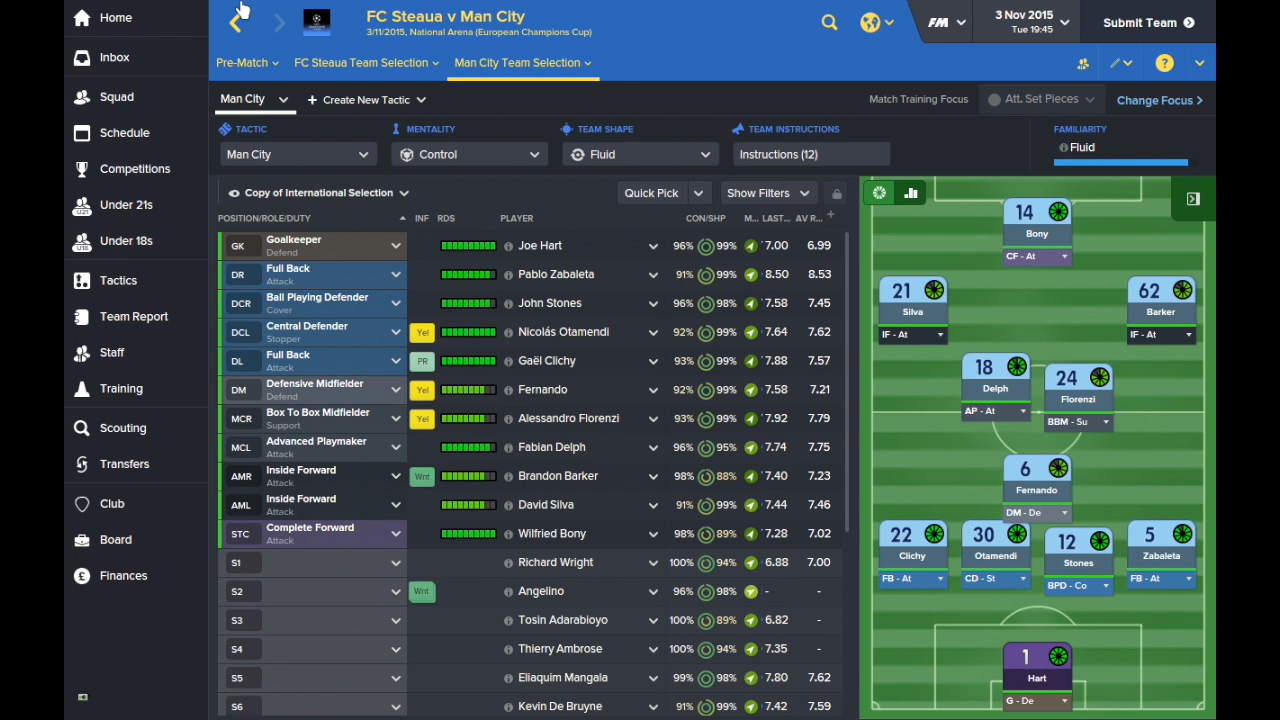 Home
Inbox
Squad
Schedule
Competitions
Under 21s
U21
Under 18s
U18
Tactics
Team Report
Staff
Training
Scouting
Transfers
Club
Board
£ Finances
FC Steaua v Man City
3/11/2015, National Arena (European Champions Cup)
FM
3 Nov 2015
Tue 19:45
Submit Team
Pre-Match
FC Steaua Team Selection
Man City Team Selection
?
Man City
+ Create New Tactic
Match Training Focus
Att. Set Pieces
Change Focus >
TACTIC
MENTALITY
TEAM SHAPE
TEAM INSTRUCTIONS
FAMILIARITY
Man City
Control
Fluid
Instructions (12)
Fluid
Copy of International Selection
Quick Pick
Show Filters
POSITION/ROLE/DUTY INF RDS PLAYER CON/SHP M... LAST... AV R... +
GK Goalkeeper Defend Joe Hart 96% 99% 7.00 6.99
DR Full Back Attack Pablo Zabaleta 91% 99% 8.50 8.53
DCR Ball Playing Defender Cover John Stones 96% 98% 7.58 7.45
DCL Central Defender Stopper Yel Nicolás Otamendi 92% 99% 7.64 7.62
DL Full Back Attack PR Gaël Clichy 93% 99% 7.88 7.57
DM Defensive Midfielder Defend Yel Fernando 92% 99% 7.58 7.21
MCR Box To Box Midfielder Support Yel Alessandro Florenzi 93% 99% 7.92 7.79
MCL Advanced Playmaker Attack Fabian Delph 96% 95% 7.74 7.75
AMR Inside Forward Attack Wnt Brandon Barker 98% 88% 7.40 7.23
AML Inside Forward Attack David Silva 91% 99% 7.44 7.46
STC Complete Forward Attack Wilfried Bony 98% 89% 7.28 7.02
S1 Richard Wright 100% 94% 6.88 7.00
S2 Wnt Angelino 96% 98% - -
S3 Tosin Adarabioyo 100% 89% 6.82 -
S4 Thierry Ambrose 100% 94% 7.35 -
S5 Eliaquim Mangala 99% 98% 7.80 7.62
S6 Kevin De Bruyne 91% 99% 7.42 7.59
14
Bony
CF - At
21
Silva
IF - At
62
Barker
IF - At
18
Delph
AP - At
24
Florenzi
BBM - Su
6
Fernando
DM - De
22
Clichy
FB - At
30
Otamendi
CD - St
12
Stones
BPD - Co
5
Zabaleta
FB - At
1
Hart
G - De